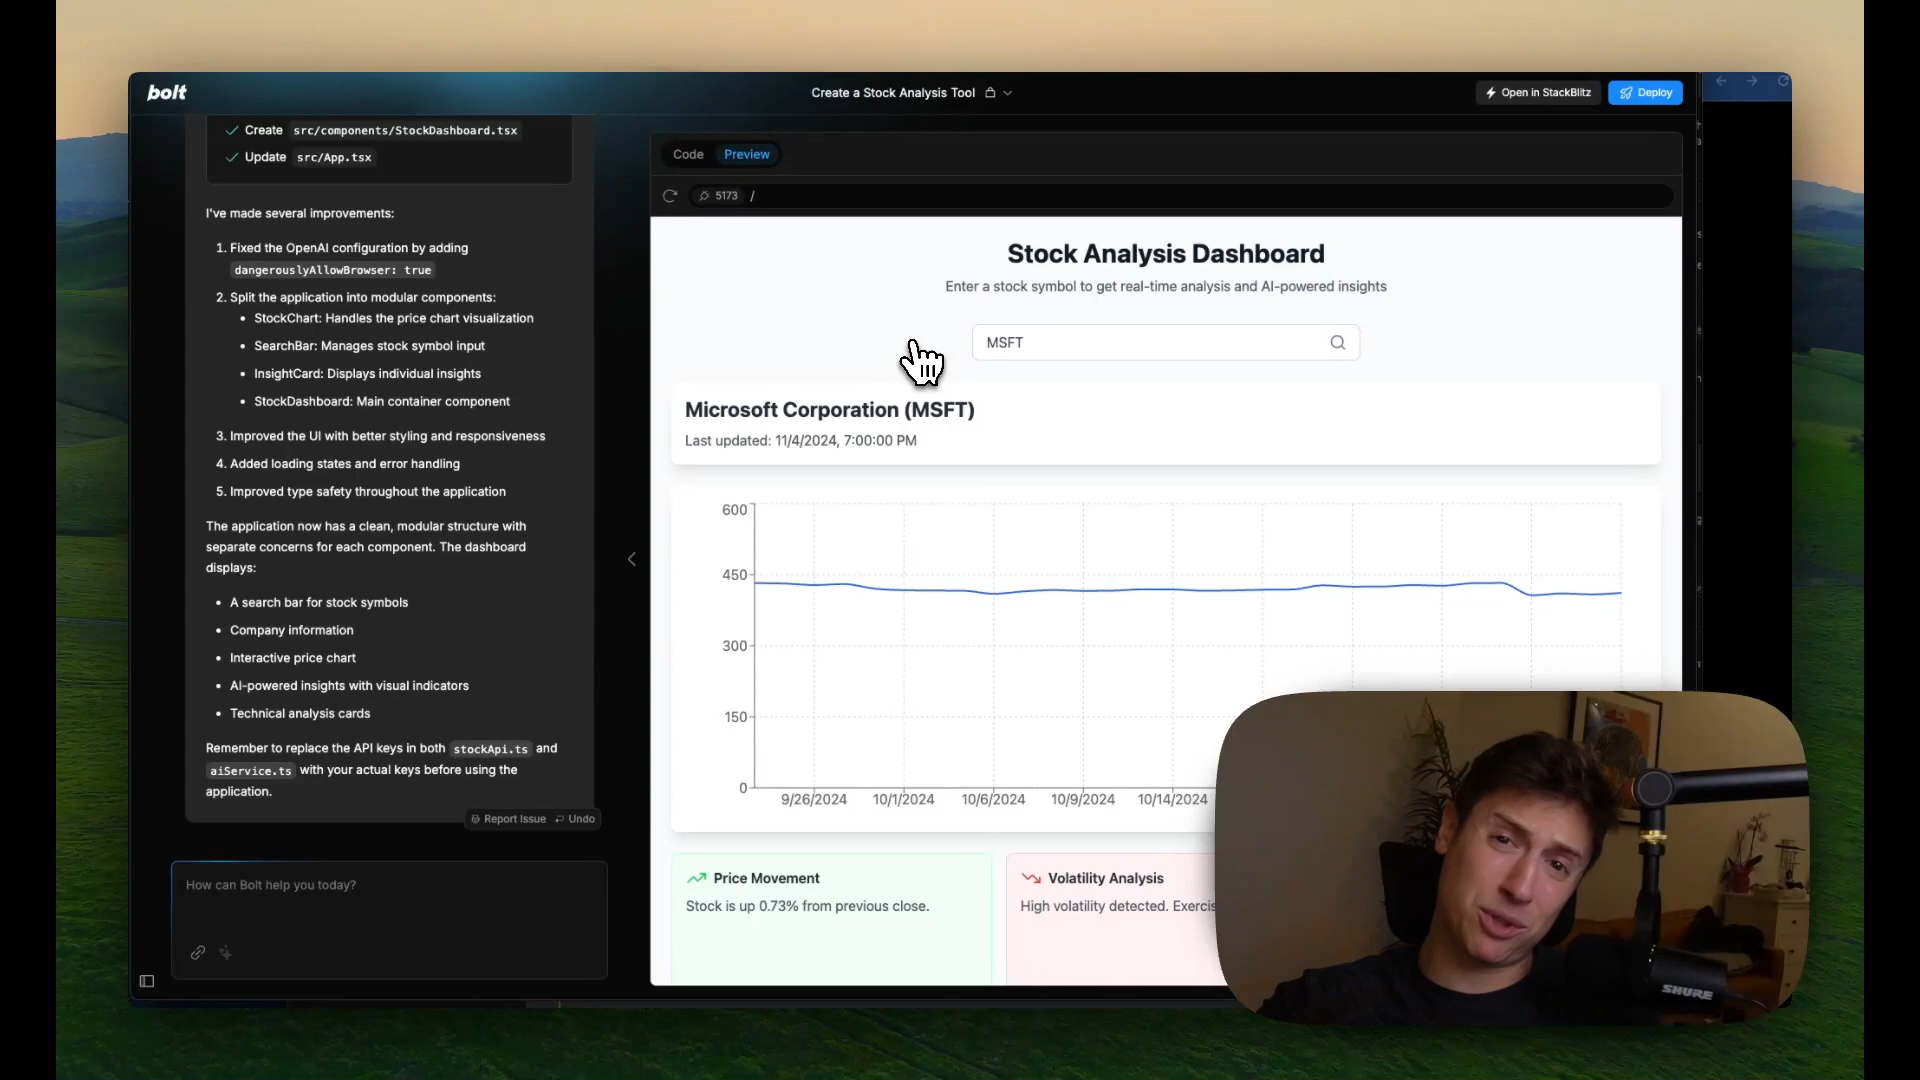 bolt
Create a Stock Analysis Tool
Open in StackBlitz
Deploy
Create src/components/StockDashboard.tsx
Update src/App.tsx
I've made several improvements:
1. Fixed the OpenAI configuration by adding
dangerouslyAllowBrowser: true
2. Split the application into modular components:
• StockChart: Handles the price chart visualization
• SearchBar: Manages stock symbol input
• InsightCard: Displays individual insights
• StockDashboard: Main container component
3. Improved the UI with better styling and responsiveness
4. Added loading states and error handling
5. Improved type safety throughout the application
The application now has a clean, modular structure with
separate concerns for each component. The dashboard
displays:
• A search bar for stock symbols
• Company information
• Interactive price chart
• AI-powered insights with visual indicators
• Technical analysis cards
Remember to replace the API keys in both stockApi.ts and
aiService.ts with your actual keys before using the
application.
Report Issue Undo
How can Bolt help you today?
Code Preview
5173 /
Stock Analysis Dashboard
Enter a stock symbol to get real-time analysis and AI-powered insights
MSFT
Microsoft Corporation (MSFT)
Last updated: 11/4/2024, 7:00:00 PM
600
450
300
150
0
9/26/2024 10/1/2024 10/6/2024 10/9/2024 10/14/2024
Price Movement
Stock is up 0.73% from previous close.
Volatility Analysis
High volatility detected. Exercis
SHURE